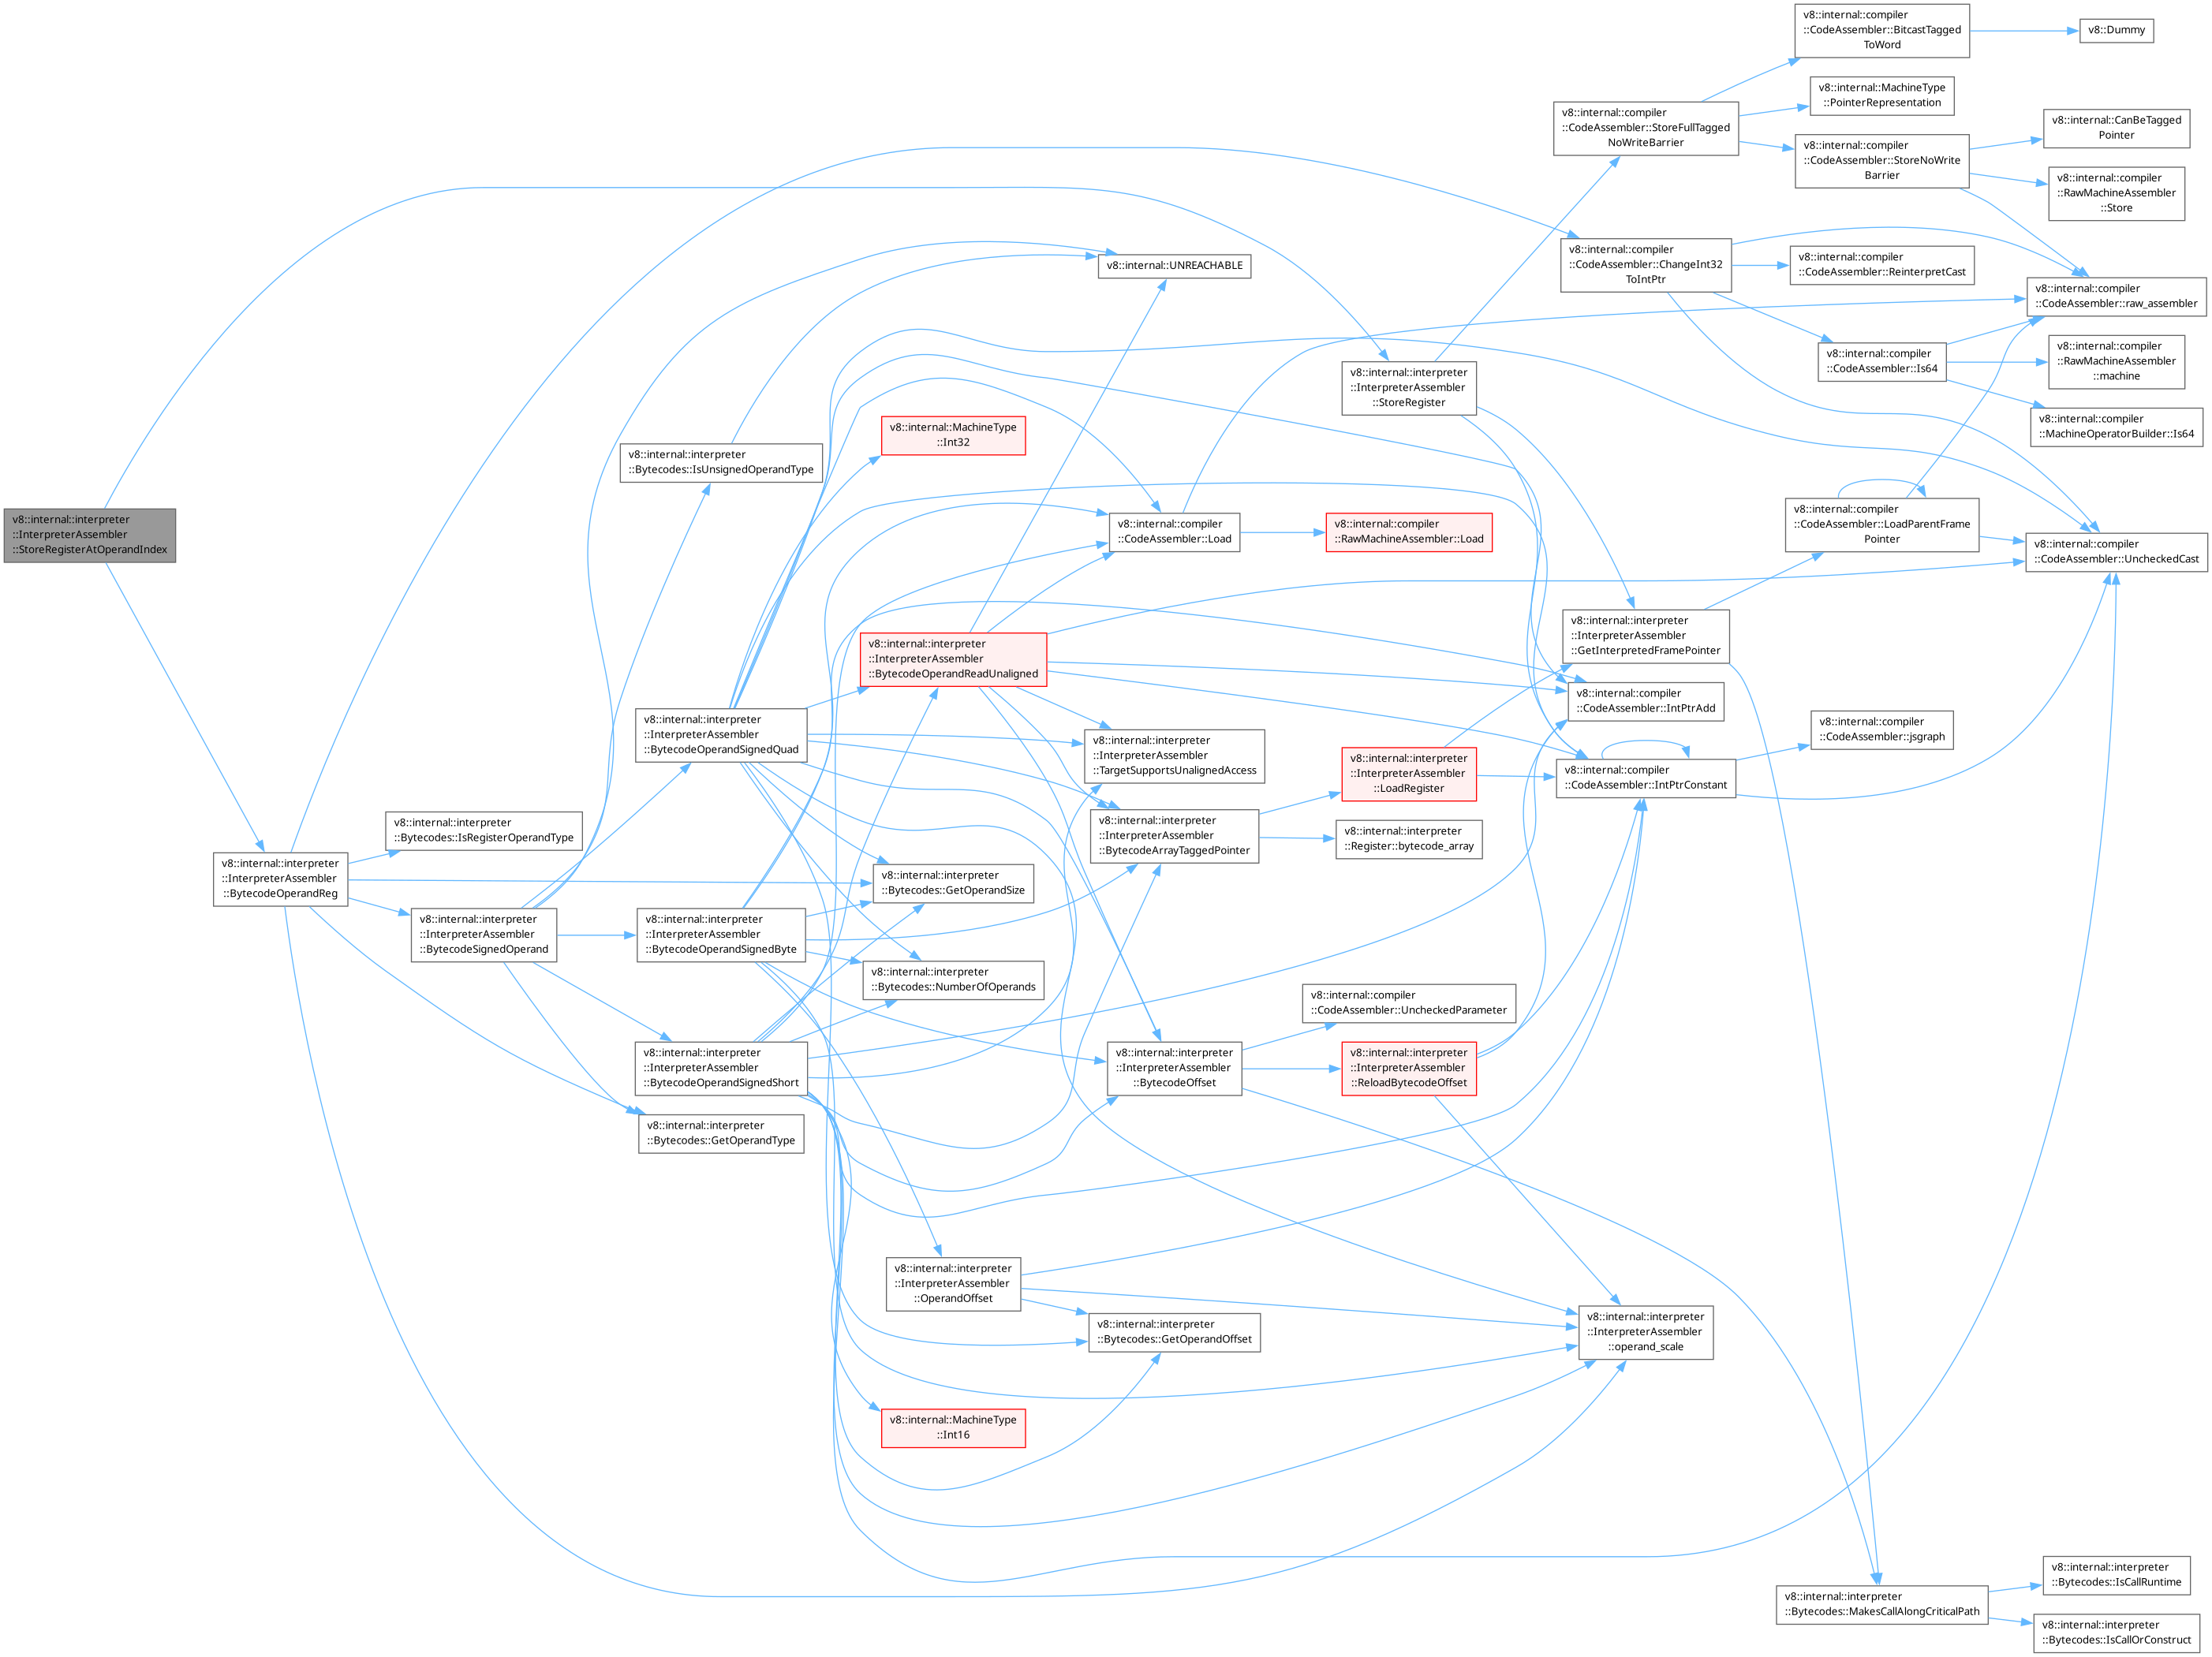 v8::internal::compiler
::CodeAssembler::BitcastTagged
ToWord
v8::Dummy
v8::internal::MachineType
::PointerRepresentation
v8::internal::compiler
::CodeAssembler::StoreFullTagged
NoWriteBarrier
v8::internal::CanBeTagged
Pointer
v8::internal::compiler
::CodeAssembler::StoreNoWrite
Barrier
v8::internal::compiler
::RawMachineAssembler
::Store
v8::internal::UNREACHABLE
v8::internal::compiler
::CodeAssembler::ChangeInt32
ToIntPtr
v8::internal::compiler
::CodeAssembler::ReinterpretCast
v8::internal::compiler
::CodeAssembler::raw_assembler
v8::internal::compiler
::CodeAssembler::Is64
v8::internal::compiler
::RawMachineAssembler
::machine
v8::internal::compiler
::MachineOperatorBuilder::Is64
v8::internal::interpreter
::InterpreterAssembler
::StoreRegister
v8::internal::MachineType
::Int32
v8::internal::interpreter
::Bytecodes::IsUnsignedOperandType
v8::internal::interpreter
::InterpreterAssembler
::StoreRegisterAtOperandIndex
v8::internal::compiler
::CodeAssembler::Load
v8::internal::compiler
::RawMachineAssembler::Load
v8::internal::compiler
::CodeAssembler::LoadParentFrame
Pointer
v8::internal::compiler
::CodeAssembler::UncheckedCast
v8::internal::interpreter
::InterpreterAssembler
::BytecodeOperandReadUnaligned
v8::internal::interpreter
::InterpreterAssembler
::GetInterpretedFramePointer
v8::internal::compiler
::CodeAssembler::IntPtrAdd
v8::internal::interpreter
::InterpreterAssembler
::BytecodeOperandSignedQuad
v8::internal::interpreter
::InterpreterAssembler
::TargetSupportsUnalignedAccess
v8::internal::interpreter
::InterpreterAssembler
::LoadRegister
v8::internal::compiler
::CodeAssembler::IntPtrConstant
v8::internal::compiler
::CodeAssembler::jsgraph
v8::internal::interpreter
::Bytecodes::IsRegisterOperandType
v8::internal::interpreter
::InterpreterAssembler
::BytecodeArrayTaggedPointer
v8::internal::interpreter
::Register::bytecode_array
v8::internal::interpreter
::InterpreterAssembler
::BytecodeOperandReg
v8::internal::interpreter
::Bytecodes::GetOperandSize
v8::internal::interpreter
::InterpreterAssembler
::BytecodeSignedOperand
v8::internal::interpreter
::InterpreterAssembler
::BytecodeOperandSignedByte
v8::internal::interpreter
::Bytecodes::NumberOfOperands
v8::internal::compiler
::CodeAssembler::UncheckedParameter
v8::internal::interpreter
::InterpreterAssembler
::BytecodeOperandSignedShort
v8::internal::interpreter
::InterpreterAssembler
::BytecodeOffset
v8::internal::interpreter
::InterpreterAssembler
::ReloadBytecodeOffset
v8::internal::interpreter
::Bytecodes::GetOperandType
v8::internal::interpreter
::InterpreterAssembler
::OperandOffset
v8::internal::interpreter
::Bytecodes::GetOperandOffset
v8::internal::interpreter
::InterpreterAssembler
::operand_scale
v8::internal::MachineType
::Int16
v8::internal::interpreter
::Bytecodes::MakesCallAlongCriticalPath
v8::internal::interpreter
::Bytecodes::IsCallRuntime
v8::internal::interpreter
::Bytecodes::IsCallOrConstruct